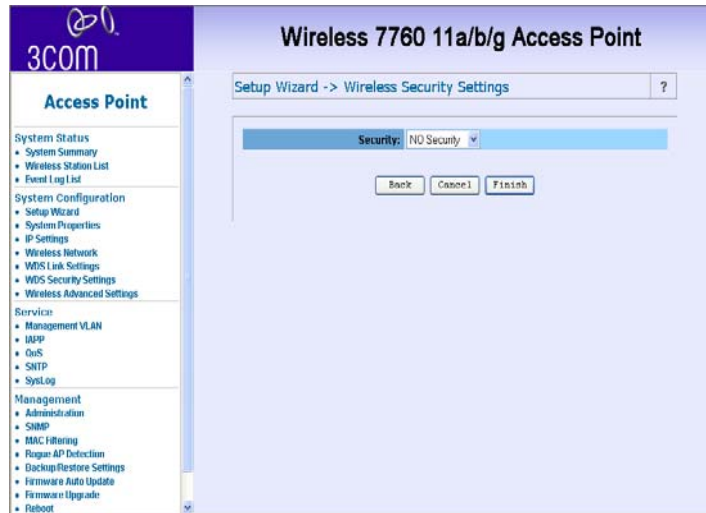 3COM
Wireless 7760 11a/b/g Access Point
Access Point
Setup Wizard -> Wireless Security Settings
?
System Status
System Summary
Wireless Station List
Event Log List
System Configuration
Setup Wizard
System Properties
IP Settings
Wireless Network
WDS Link Settings
WDS Security Settings
Wireless Advanced Settings
Service
Management VLAN
IAPP
QoS
SNTP
SysLog
Management
Administration
SNMP
MAC Filtering
Rogue AP Detection
Backup/Restore Settings
Firmware Auto Update
Firmware Upgrade
Reboot
Security: NO Security
Back Cancel Finish